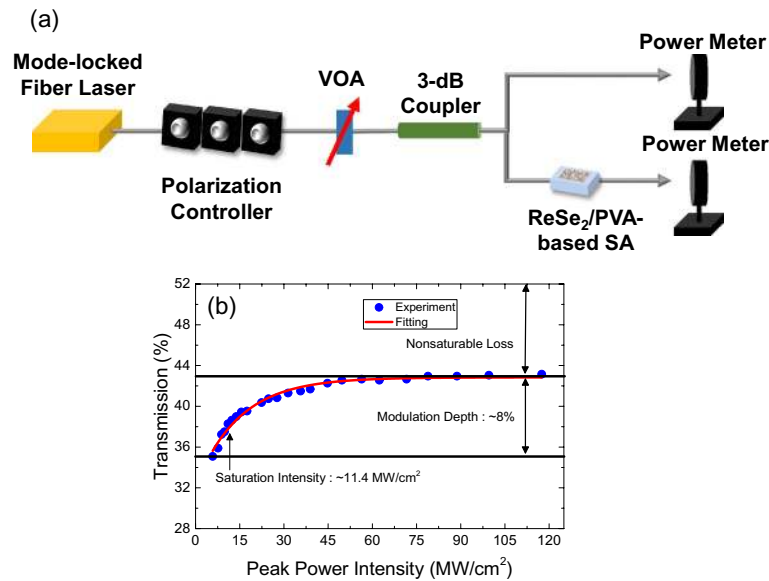 (a)
Mode-locked
Fiber Laser
Polarization
Controller
VOA
3-dB
Coupler
Power Meter
Power Meter
ReSe₂/PVA-
based SA
(b)
Experiment
Fitting
Nonsaturable Loss
Modulation Depth : ~8%
Saturation Intensity : ~11.4 MW/cm²
Transmission (%)
52
48
44
40
36
32
28
0 15 30 45 60 75 90 105 120
Peak Power Intensity (MW/cm²)